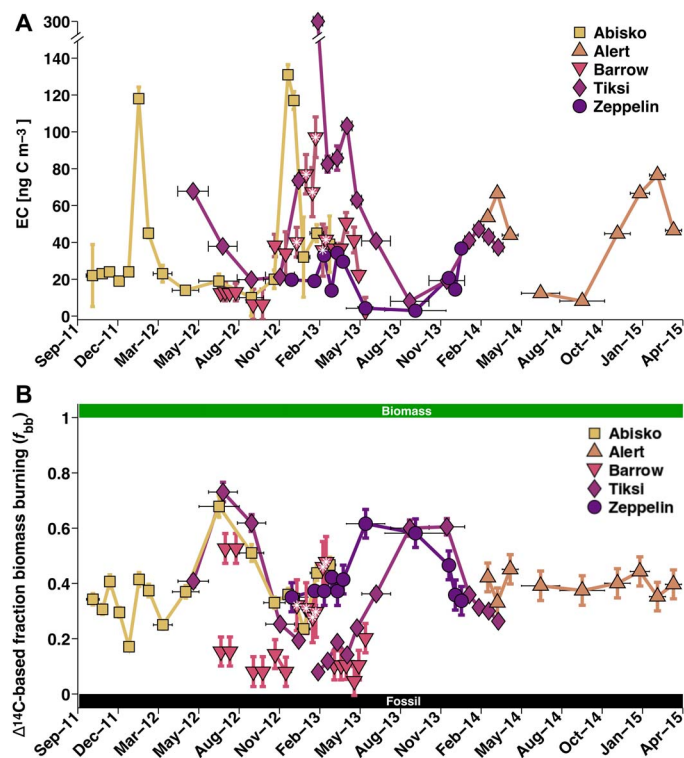 A
EC [ng C m⁻³]
300
140
120
100
80
60
40
20
0
Abisko
Alert
Barrow
Tiksi
Zeppelin
Sep−11
Dec−11
Mar−12
May−12
Aug−12
Nov−12
Feb−13
May−13
Aug−13
Nov−13
Feb−14
May−14
Aug−14
Oct−14
Jan−15
Apr−15
B
Δ¹⁴C-based fraction biomass burning (f_bb)
1
0.8
0.6
0.4
0.2
0
Biomass
Abisko
Alert
Barrow
Tiksi
Zeppelin
Fossil
Sep−11
Dec−11
Mar−12
May−12
Aug−12
Nov−12
Feb−13
May−13
Aug−13
Nov−13
Feb−14
May−14
Aug−14
Oct−14
Jan−15
Apr−15